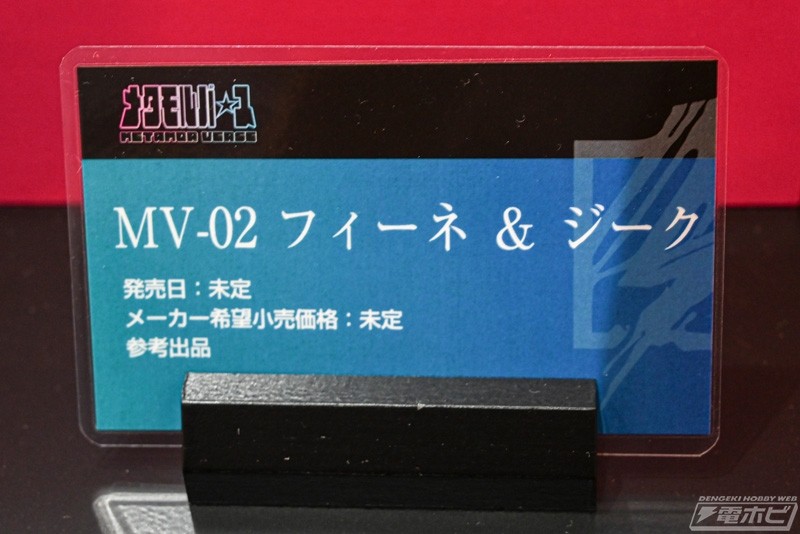 メタモルバ☆ス
METAMOR VERSE
MV-02 フィーネ & ジーク
発売日：未定
メーカー希望小売価格：未定
参考出品
DENGEKI HOBBY WEB
電ホビ